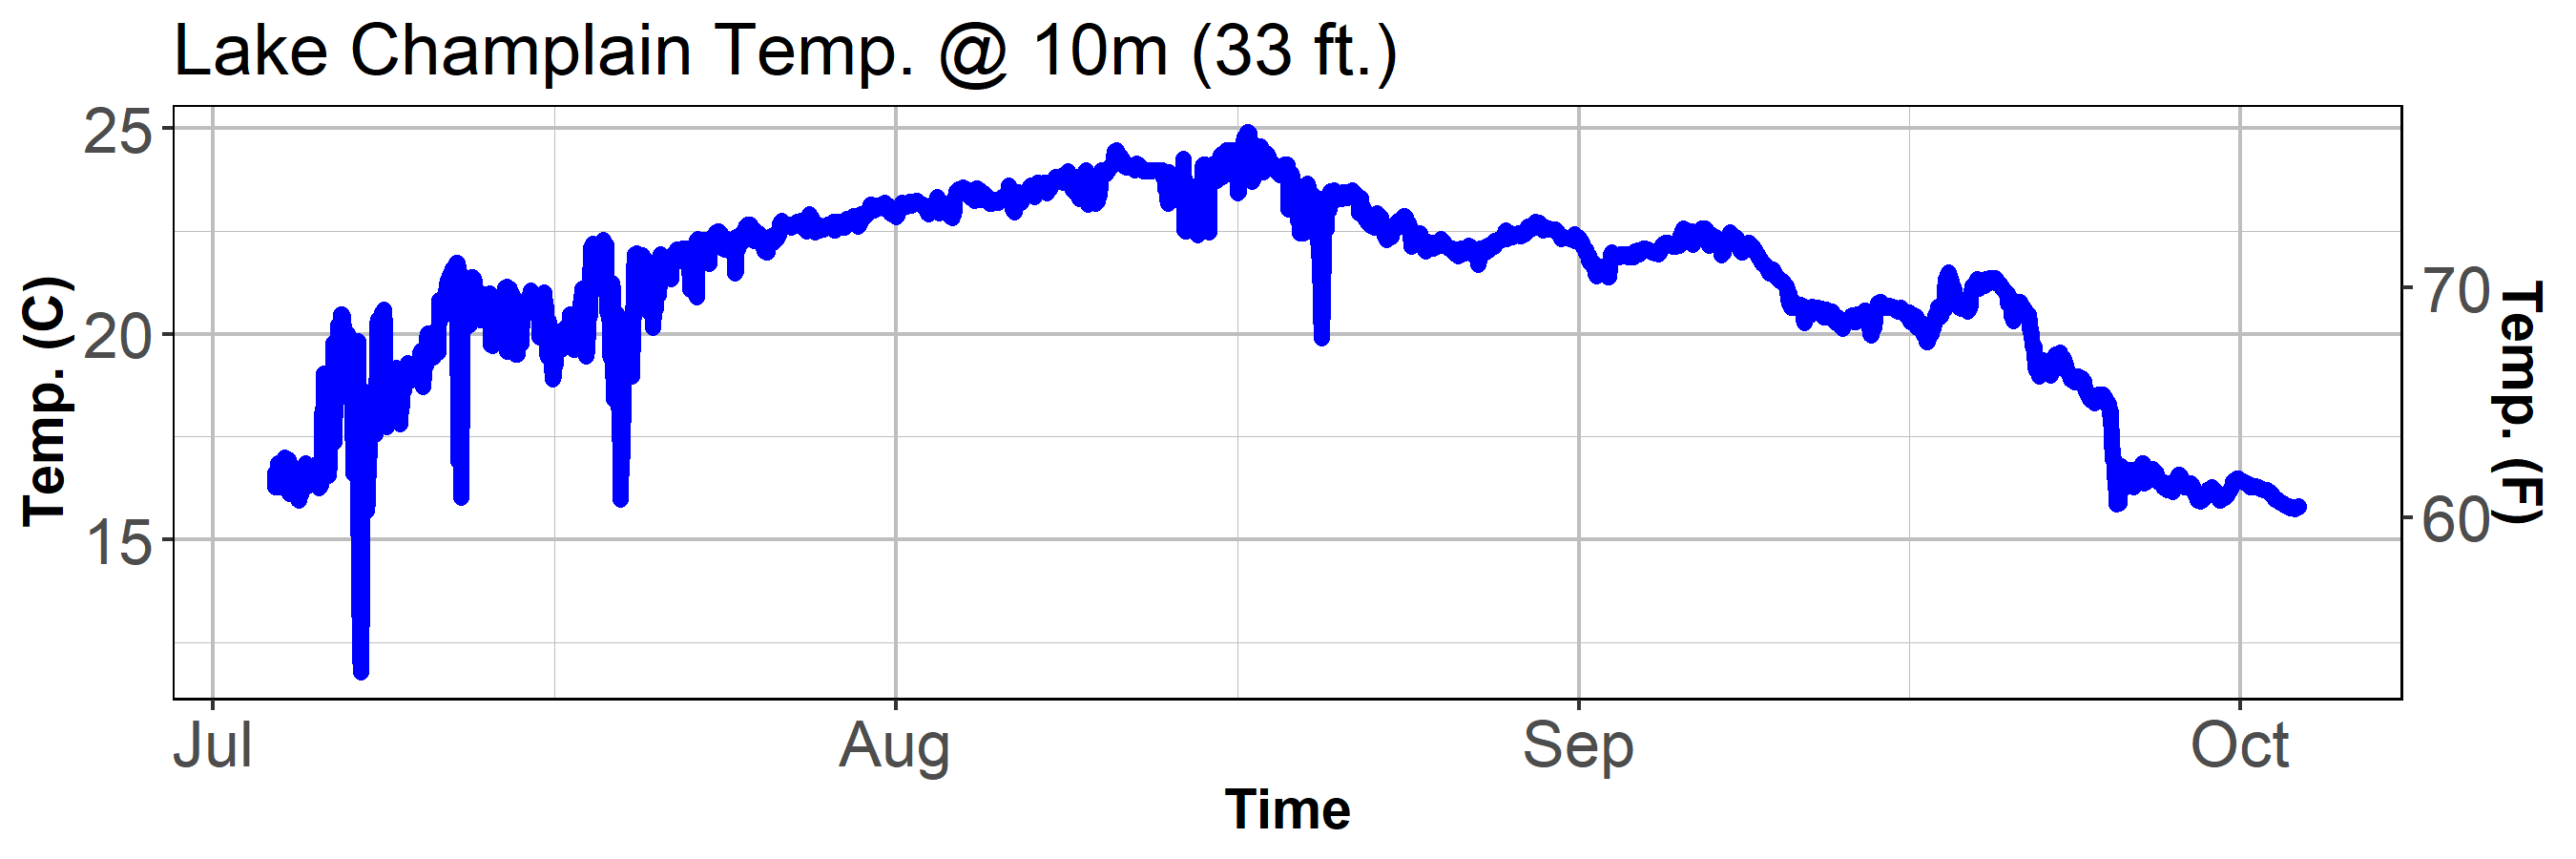 Lake Champlain Temp. @ 10m (33 ft.)
Temp. (C)
25
20
15
70
60
Temp. (F)
Jul Aug Sep Oct
Time